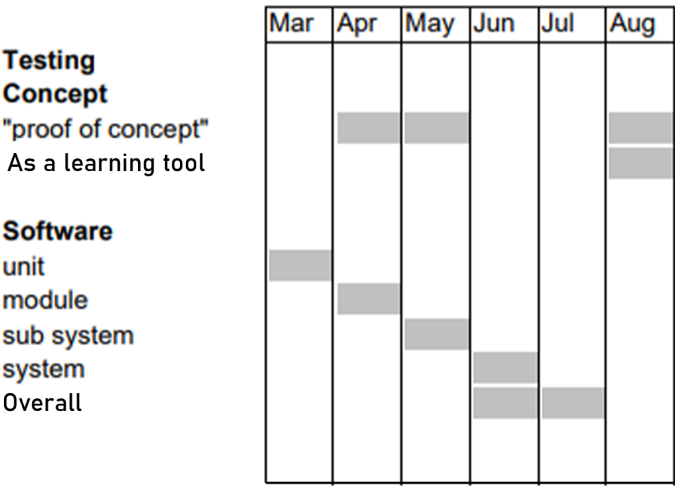 Mar Apr May Jun Jul Aug
Testing
Concept
"proof of concept"
As a learning tool
Software
unit
module
sub system
system
Overall